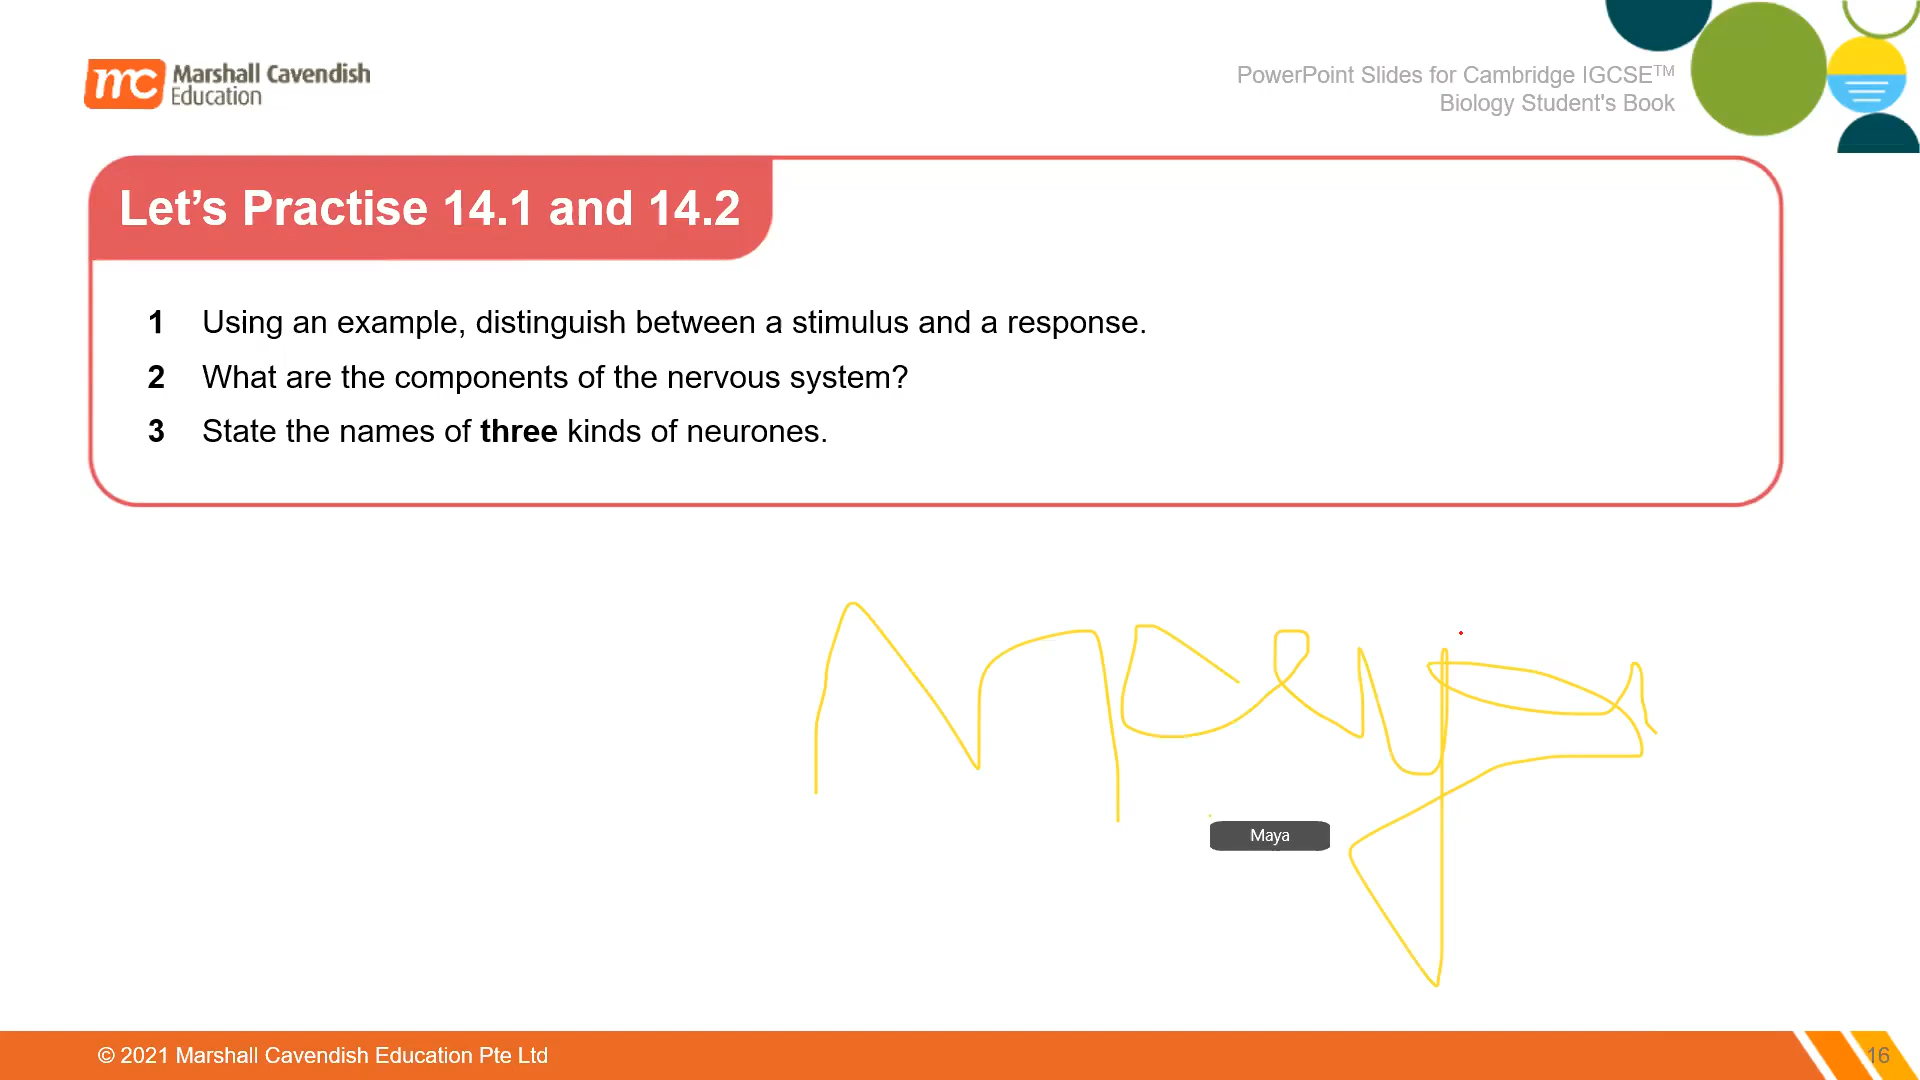 mc Marshall Cavendish
Education
PowerPoint Slides for Cambridge IGCSE™
Biology Student's Book
Let's Practise 14.1 and 14.2
1 Using an example, distinguish between a stimulus and a response.
2 What are the components of the nervous system?
3 State the names of three kinds of neurones.
Maya
Maya
© 2021 Marshall Cavendish Education Pte Ltd
16